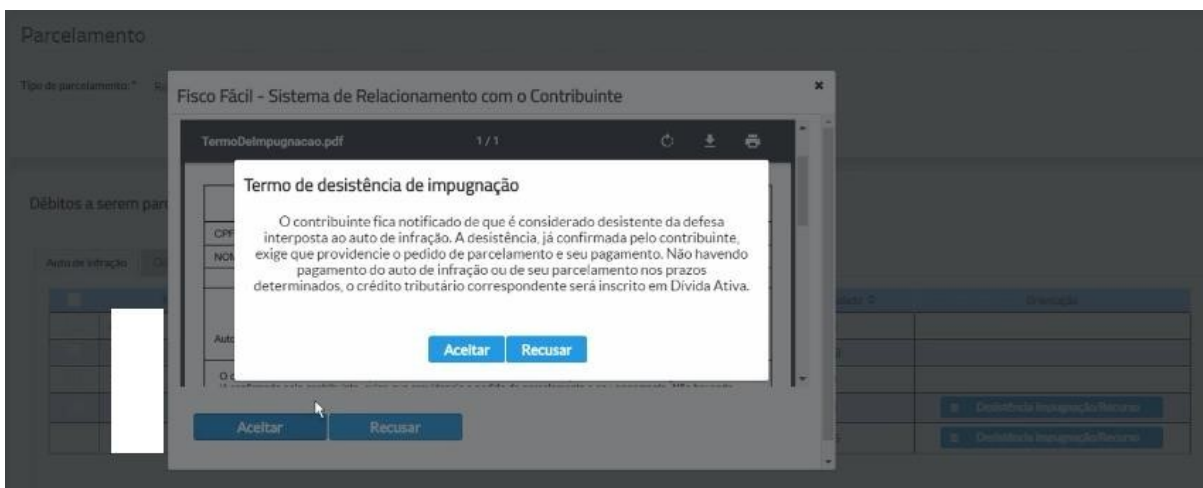 Parcelamento
Tipo de parcelamento: *
Fisco Fácil - Sistema de Relacionamento com o Contribuinte
TermoDeImpugnacao.pdf 1 / 1
Termo de desistência de impugnação
O contribuinte fica notificado de que é considerado desistente da defesa
interposta ao auto de infração. A desistência, já confirmada pelo contribuinte,
exige que providencie o pedido de parcelamento e seu pagamento. Não havendo
pagamento do auto de infração ou de seu parcelamento nos prazos
determinados, o crédito tributário correspondente será inscrito em Dívida Ativa.
Aceitar Recusar
Débitos a serem
Auto de infração
Aceitar Recusar
Desistência Impugnação/Recurso
Desistência Impugnação/Recurso